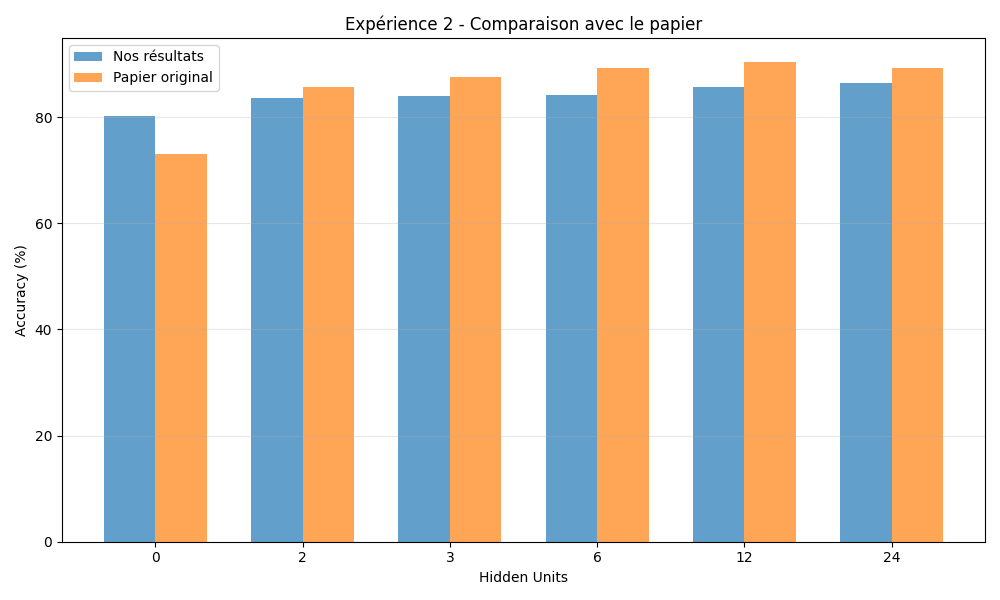 Expérience 2 - Comparaison avec le papier
Nos résultats
Papier original
Accuracy (%)
80
60
40
20
0
0 2 3 6 12 24
Hidden Units